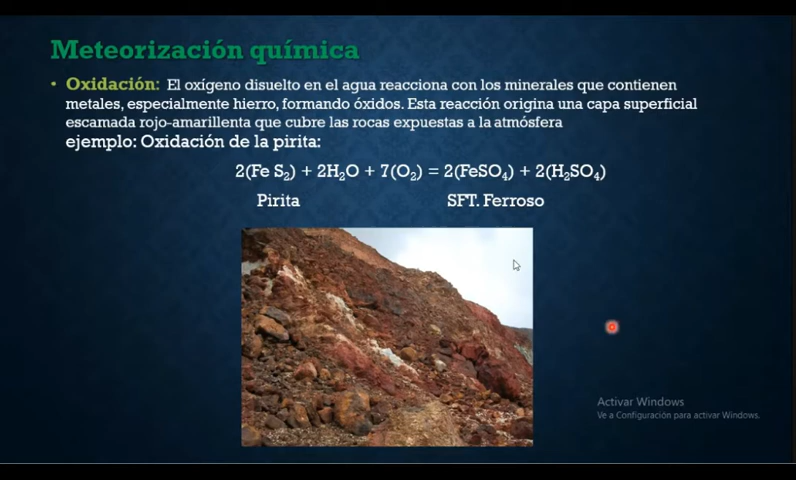 Meteorización química
• Oxidación: El oxígeno disuelto en el agua reacciona con los minerales que contienen
metales, especialmente hierro, formando óxidos. Esta reacción origina una capa superficial
escamada rojo-amarillenta que cubre las rocas expuestas a la atmósfera
ejemplo: Oxidación de la pirita:
2(Fe S₂) + 2H₂O + 7(O₂) = 2(FeSO₄) + 2(H₂SO₄)
Pirita SFT. Ferroso
Activar Windows
Ve a Configuración para activar Windows.